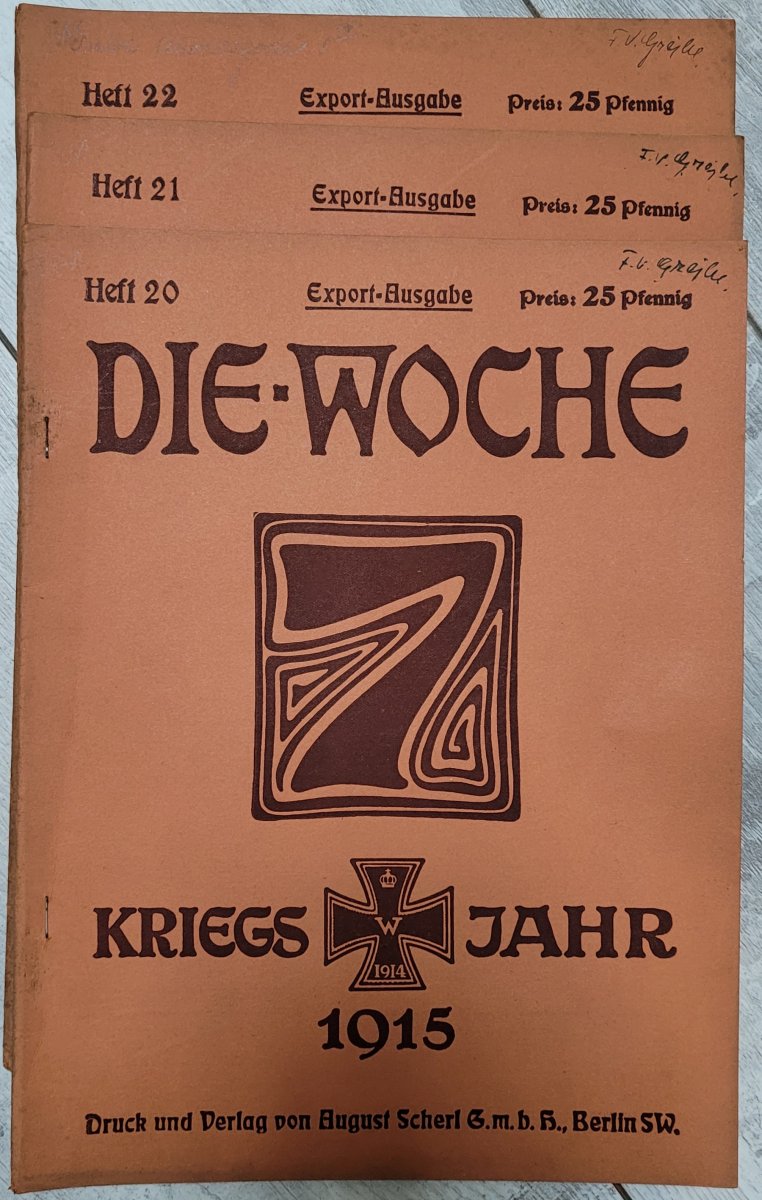 Heft 22 Export-Ausgabe Preis: 25 Pfennig
Heft 21 Export-Ausgabe Preis: 25 Pfennig
F. v.
Heft 20 Export-Ausgabe Preis: 25 Pfennig
DIE-WOCHE
7
KRIEGS W 1914 JAHR
1915
Druck und Verlag von August Scherl G.m.b.H., Berlin SW.